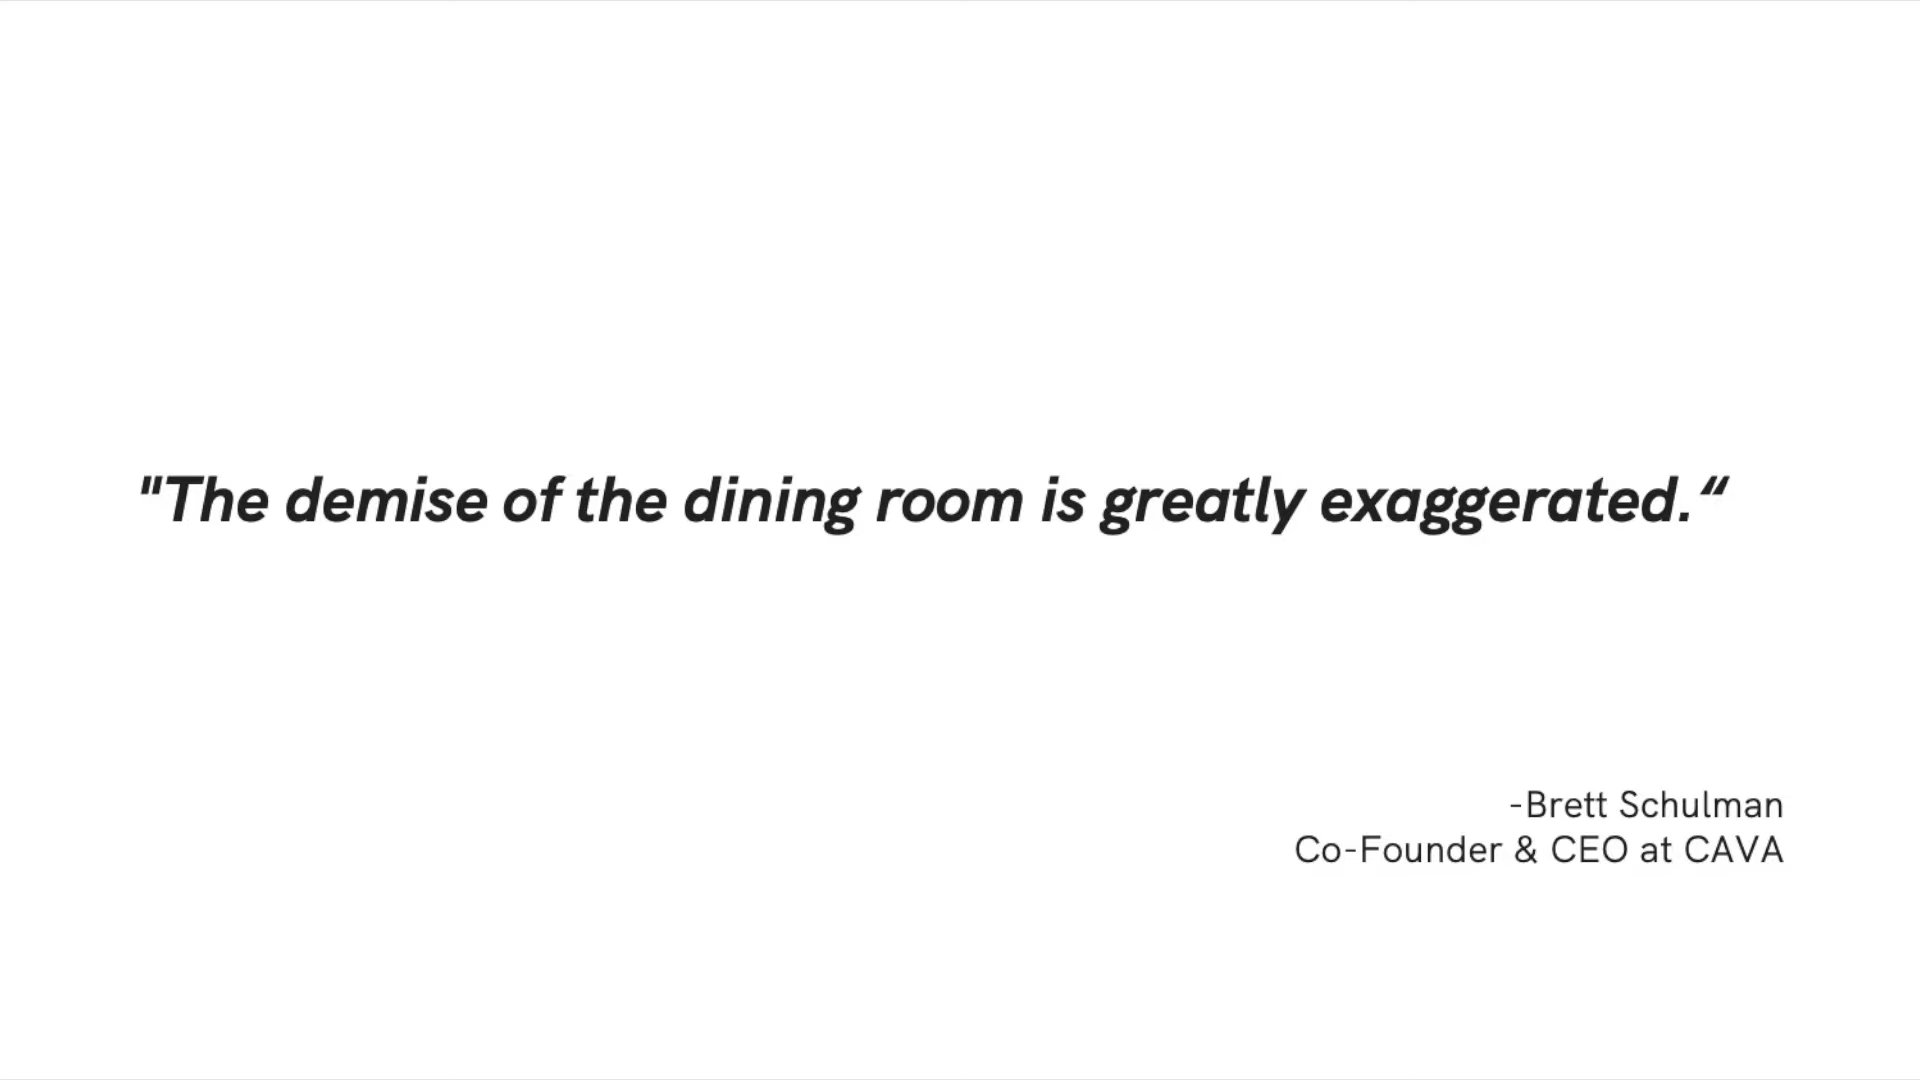 "The demise of the dining room is greatly exaggerated.“
-Brett Schulman
Co-Founder & CEO at CAVA